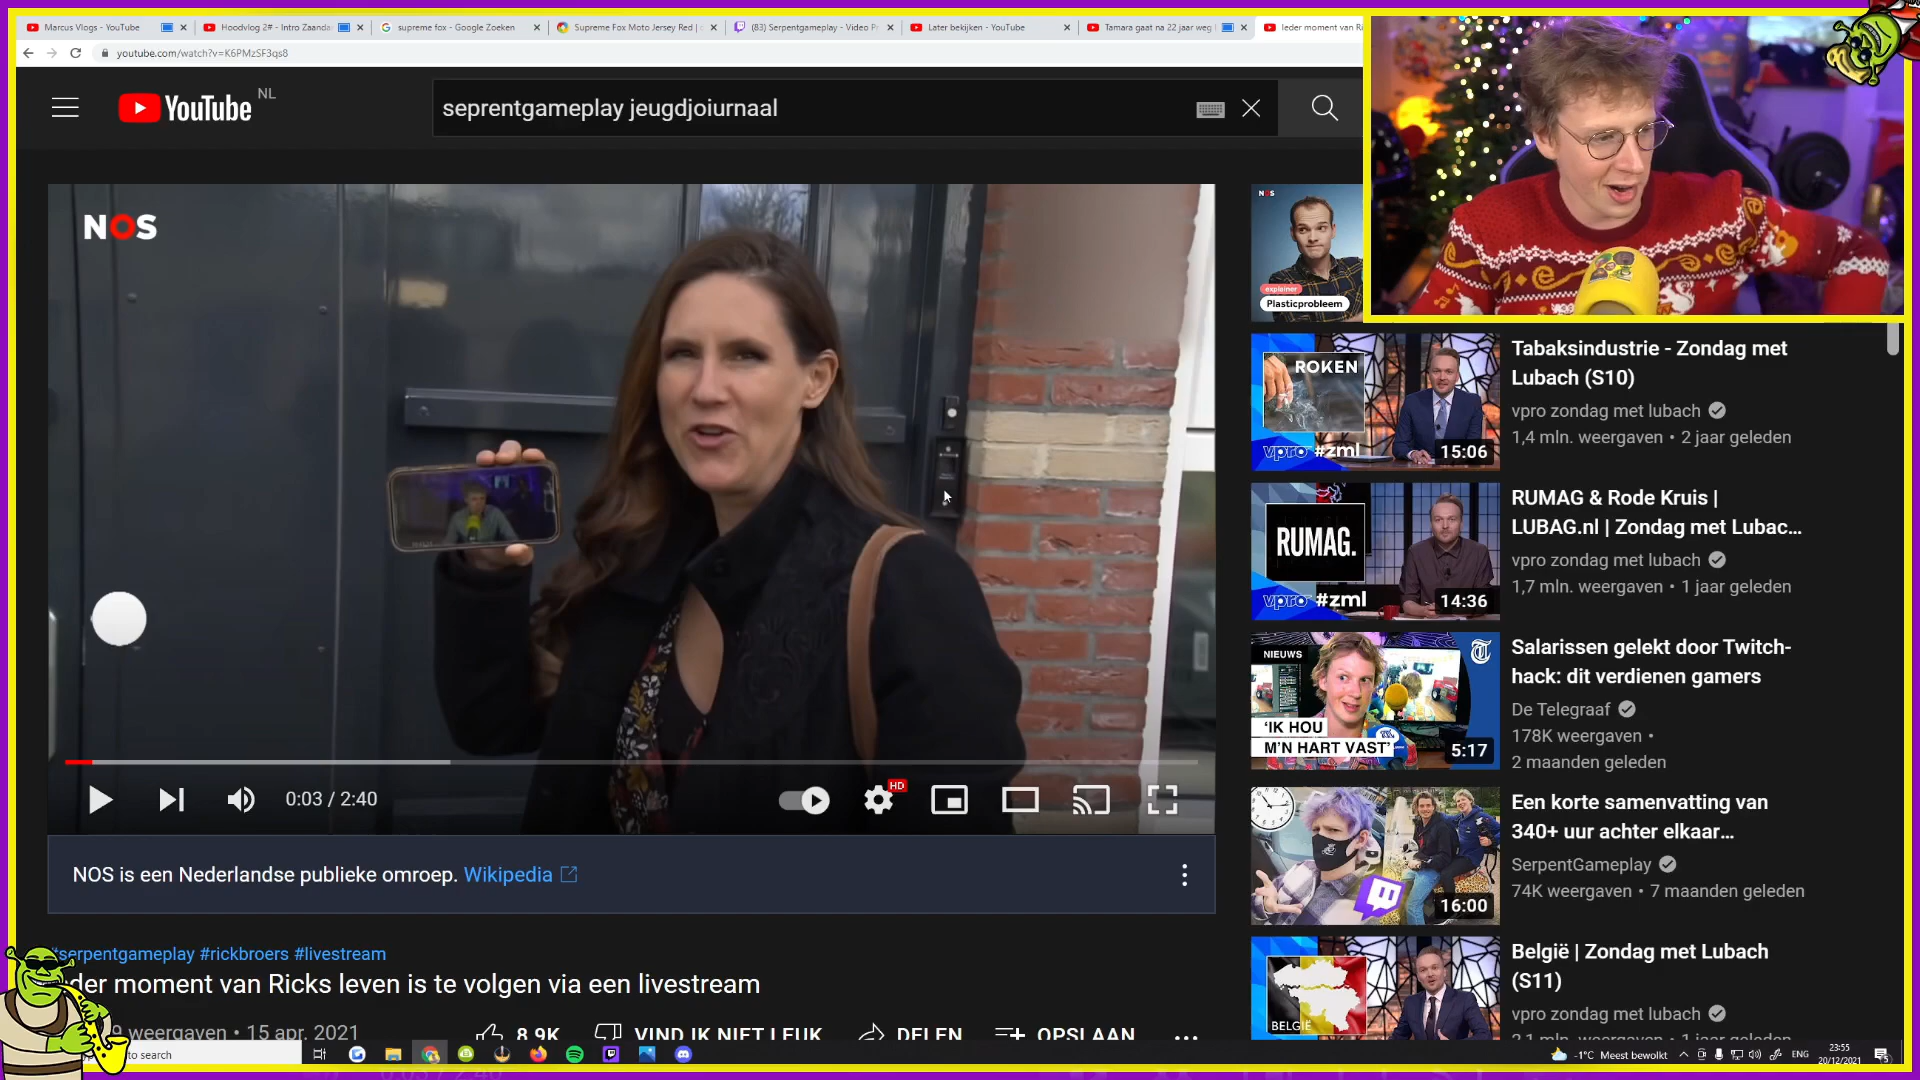 Marcus Vlogs - YouTube
Hoodvlog 2# - Intro Zaanda
supreme fox - Google Zoeken
Supreme Fox Moto Jersey Red |
(83) Serpentgameplay - Video P
Later bekijken - YouTube
Tamara gaat na 22 jaar weg
Ieder moment van Ri
youtube.com/watch?v=K6PMzSF3qs8
YouTube NL
seprentgameplay jeugdjoiurnaal
NOS
0:03 / 2:40
HD
NOS is een Nederlandse publieke omroep. Wikipedia
#serpentgameplay #rickbroers #livestream
der moment van Ricks leven is te volgen via een livestream
9 weergaven • 15 apr. 2021
8,9K
VIND IK NIET LEUK
DELEN
OPSLAAN
NOS
explainer
Plasticprobleem
ROKEN
vpro #zml
15:06
Tabaksindustrie - Zondag met
Lubach (S10)
vpro zondag met lubach
1,4 mln. weergaven • 2 jaar geleden
RUMAG.
vpro #zml
14:36
RUMAG & Rode Kruis |
LUBAG.nl | Zondag met Lubac...
vpro zondag met lubach
1,7 mln. weergaven • 1 jaar geleden
NIEUWS
T
'IK HOU
M'N HART VAST'
5:17
Salarissen gelekt door Twitch-
hack: dit verdienen gamers
De Telegraaf
178K weergaven •
2 maanden geleden
16:00
Een korte samenvatting van
340+ uur achter elkaar...
SerpentGameplay
74K weergaven • 7 maanden geleden
BELGIË
België | Zondag met Lubach
(S11)
vpro zondag met lubach
2,1 mln. weergaven • 1 jaar geleden
to search
-1°C Meest bewolkt
ENG
23:55
20/12/2021